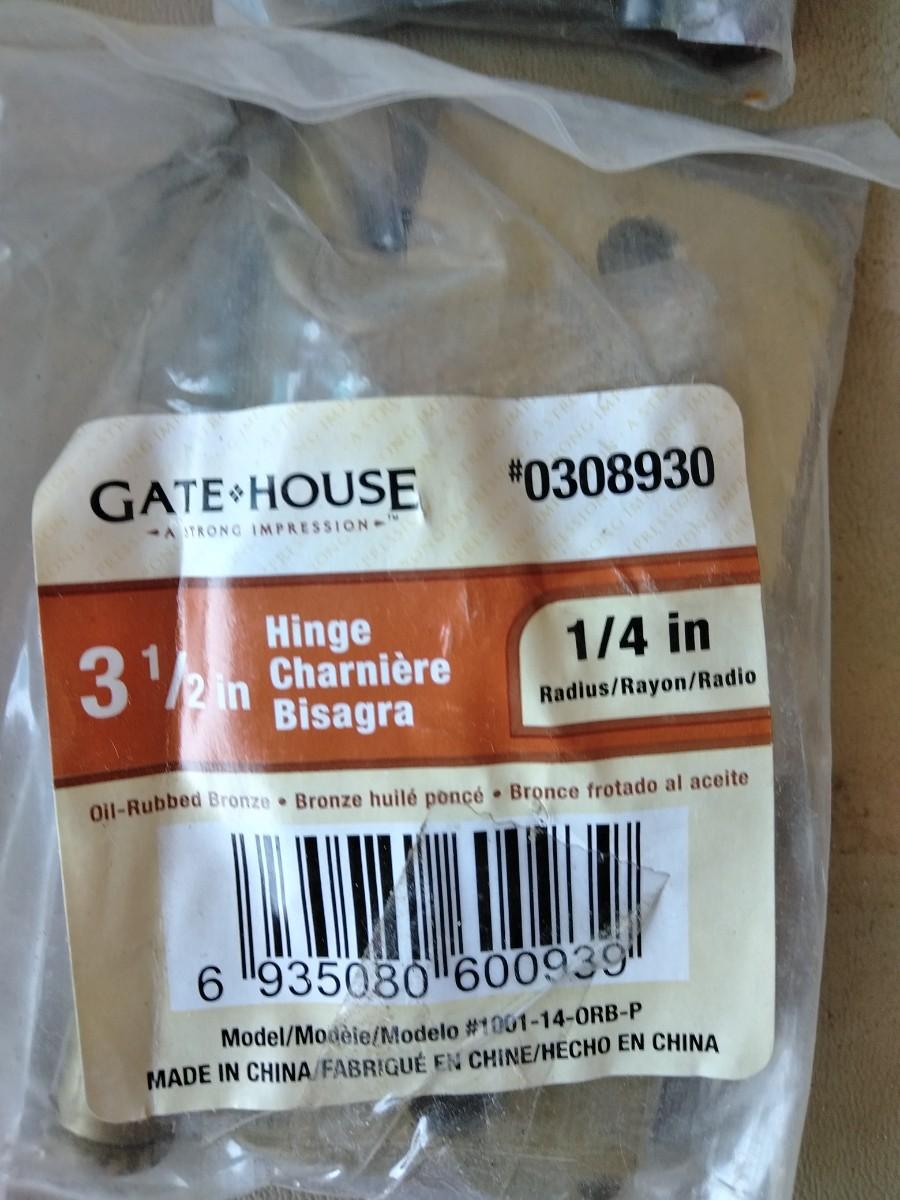 GATE HOUSE
A STRONG IMPRESSION™
#0308930
3 1/2 in
Hinge
Charnière
Bisagra
1/4 in
Radius/Rayon/Radio
Oil-Rubbed Bronze • Bronze huilé poncé • Bronce frotado al aceite
6 935080 600939
Model/Modèle/Modelo #1001-14-ORB-P
MADE IN CHINA/FABRIQUÉ EN CHINE/HECHO EN CHINA